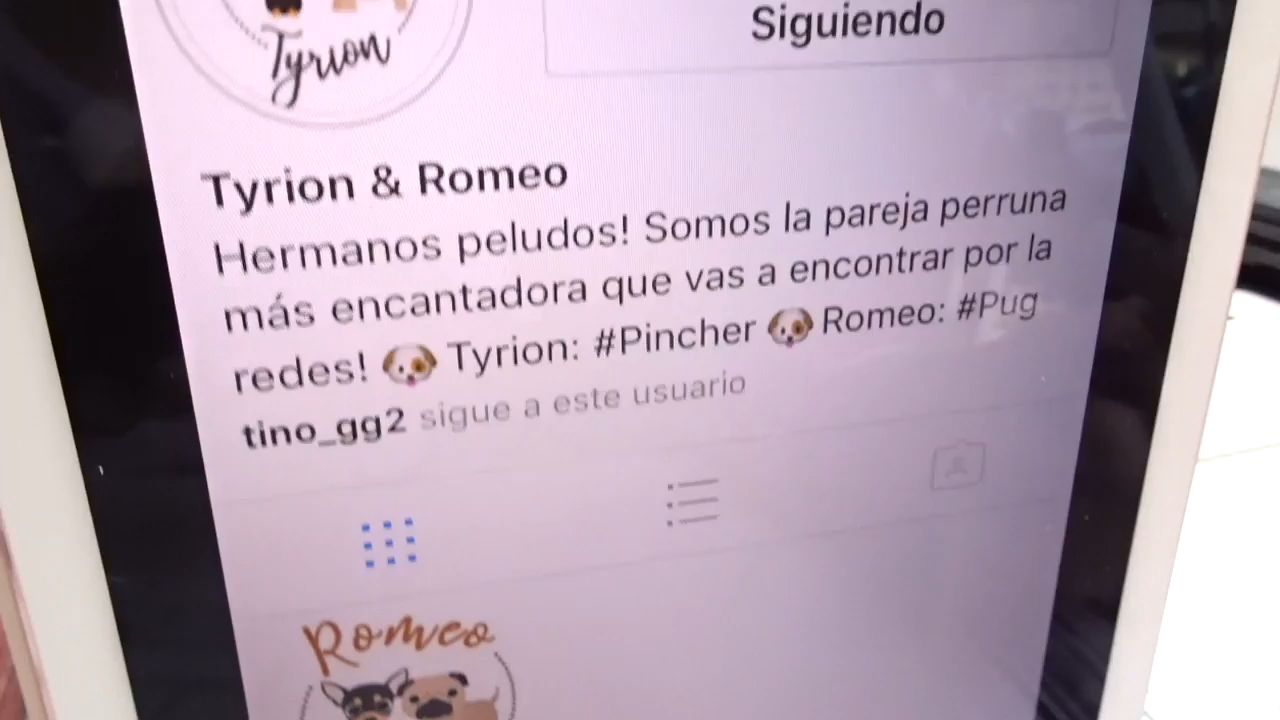 Tyrion
Siguiendo
Tyrion & Romeo
Hermanos peludos! Somos la pareja perruna
más encantadora que vas a encontrar por la
redes! 🐶 Tyrion: #Pincher 🐶 Romeo: #Pug
tino_gg2 sigue a este usuario
Romeo